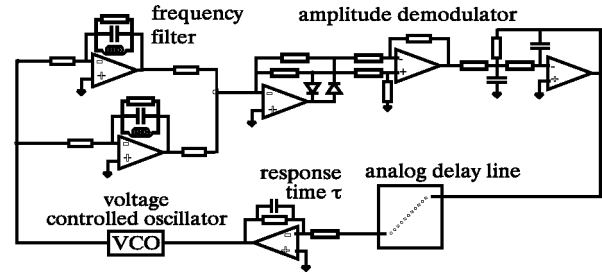 frequency
filter
amplitude demodulator
response
time τ
analog delay line
voltage
controlled oscillator
VCO